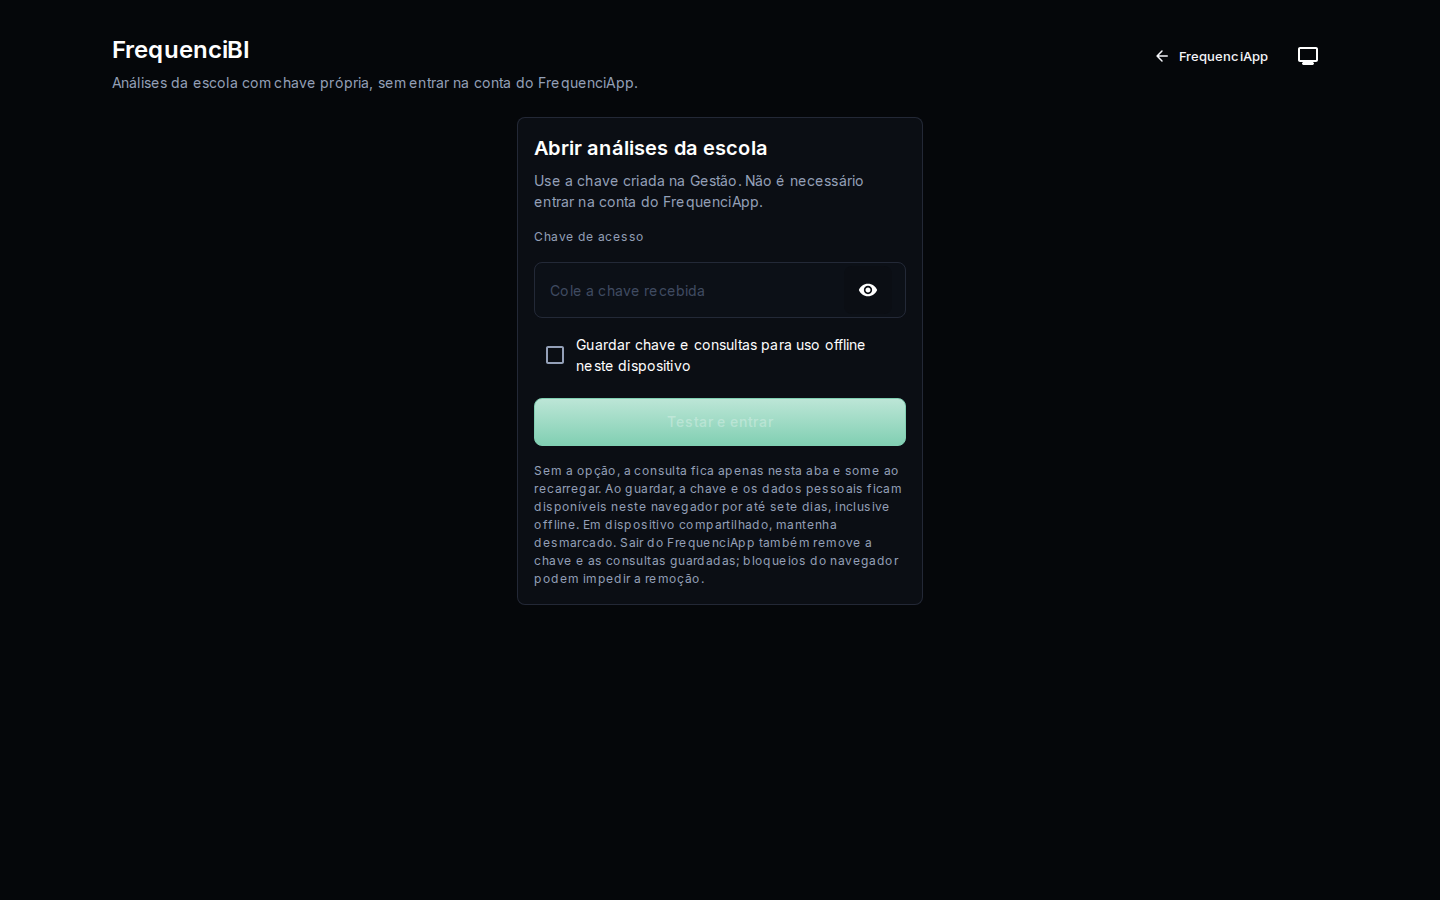 FrequenciBI
Análises da escola com chave própria, sem entrar na conta do FrequenciApp.
FrequenciApp
Abrir análises da escola
Use a chave criada na Gestão. Não é necessário
entrar na conta do FrequenciApp.
Chave de acesso
Cole a chave recebida
Guardar chave e consultas para uso offline
neste dispositivo
Testar e entrar
Sem a opção, a consulta fica apenas nesta aba e some ao
recarregar. Ao guardar, a chave e os dados pessoais ficam
disponíveis neste navegador por até sete dias, inclusive
offline. Em dispositivo compartilhado, mantenha
desmarcado. Sair do FrequenciApp também remove a
chave e as consultas guardadas; bloqueios do navegador
podem impedir a remoção.